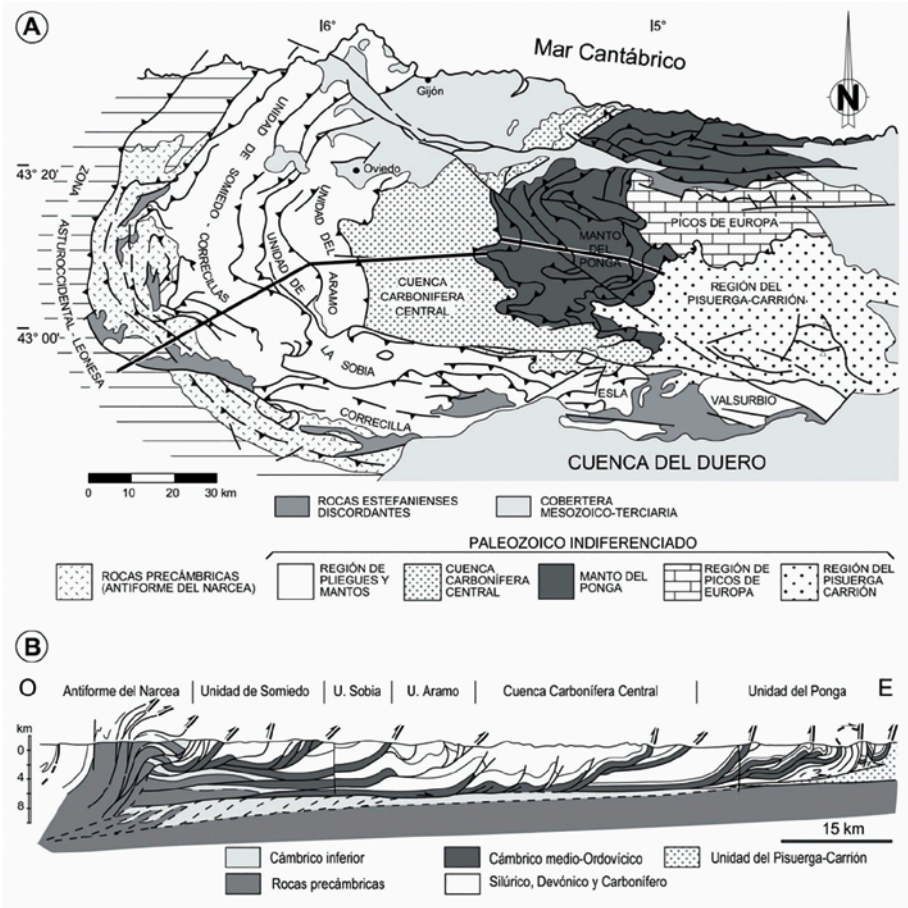 A
6°
5°
Mar Cantábrico
N
Gijón
Oviedo
43° 20'
43° 00'
ZONA
ASTUROCCIDENTAL - LEONESA
UNIDAD DE SOMIEDO - CORRECILLAS
UNIDAD DE
LA SOBIA
UNIDAD DEL
ARAMO
CORRECILLA
CUENCA
CARBONIFERA
CENTRAL
MANTO
DEL
PONGA
PICOS DE EUROPA
REGIÓN DEL
PISUERGA-CARRIÓN
ESLA
VALSURBIO
CUENCA DEL DUERO
0 10 20 30 km
ROCAS ESTEFANIENSES
DISCORDANTES
COBERTERA
MESOZOICO-TERCIARIA
PALEOZOICO INDIFERENCIADO
ROCAS PRECÁMBRICAS
(ANTIFORME DEL NARCEA)
REGIÓN DE
PLIEGUES Y
MANTOS
CUENCA
CARBONÍFERA
CENTRAL
MANTO DEL
PONGA
REGIÓN DE
PICOS DE
EUROPA
REGIÓN DEL
PISUERGA
CARRIÓN
B
O
Antiforme del Narcea
Unidad de Somiedo
U. Sobia
U. Aramo
Cuenca Carbonífera Central
Unidad del Ponga
E
km
0
4
8
15 km
Cámbrico inferior
Cámbrico medio-Ordovícico
Unidad del Pisuerga-Carrión
Rocas precámbricas
Silúrico, Devónico y Carbonífero